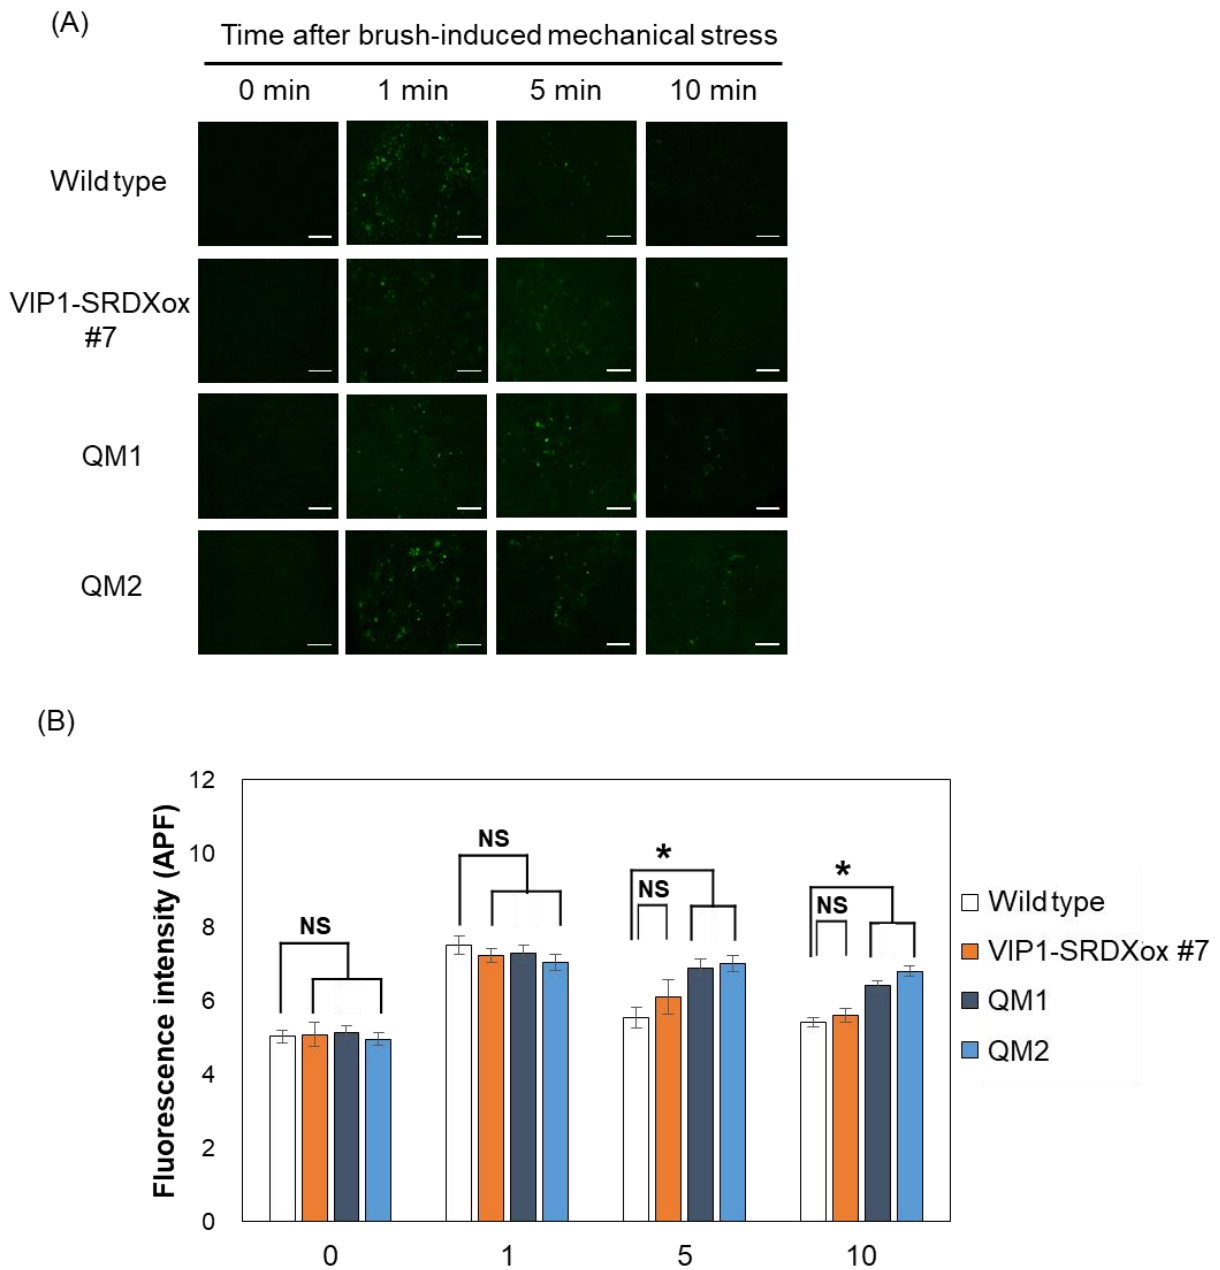 (A)
Time after brush-induced mechanical stress
0 min 1 min 5 min 10 min
Wild type
VIP1-SRDXox
#7
QM1
QM2
(B)
Fluorescence intensity (APF)
12
10
8
6
4
2
0
NS
NS
*
NS
*
NS
0 1 5 10
Wild type
VIP1-SRDXox #7
QM1
QM2